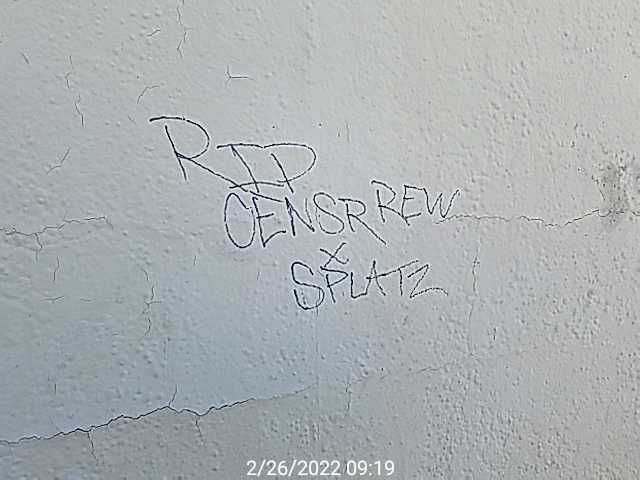 RIP
CENSR REW
X
SPLATZ
2/26/2022 09:19